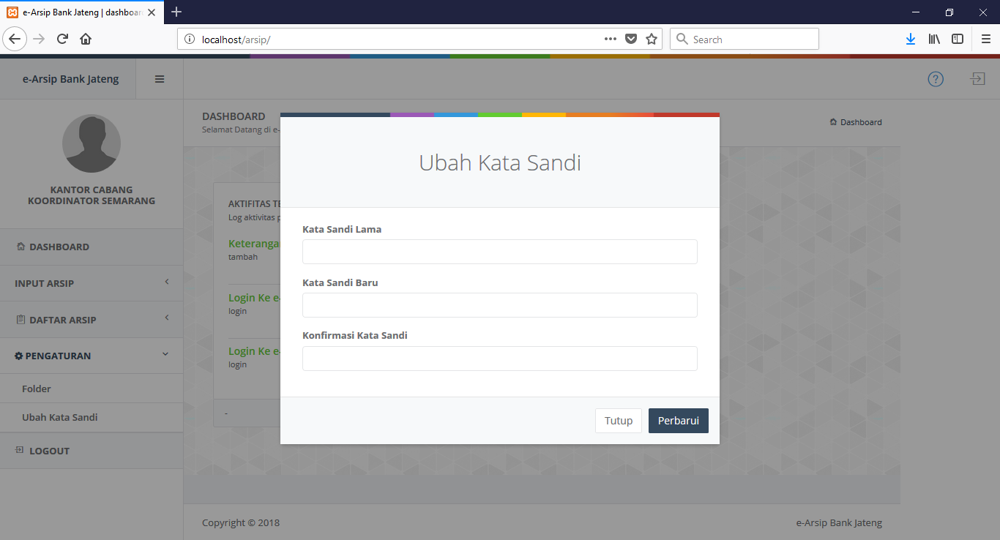 e-Arsip Bank Jateng | dashboar
localhost/arsip/
Search
e-Arsip Bank Jateng
KANTOR CABANG
KOORDINATOR SEMARANG
DASHBOARD
INPUT ARSIP
DAFTAR ARSIP
PENGATURAN
Folder
Ubah Kata Sandi
LOGOUT
DASHBOARD
Selamat Datang di e-
Dashboard
AKTIFITAS TE
Log aktivitas p
Keterangan
tambah
Login Ke e-
login
Login Ke e-
login
-
Ubah Kata Sandi
Kata Sandi Lama
Kata Sandi Baru
Konfirmasi Kata Sandi
Tutup
Perbarui
Copyright © 2018
e-Arsip Bank Jateng